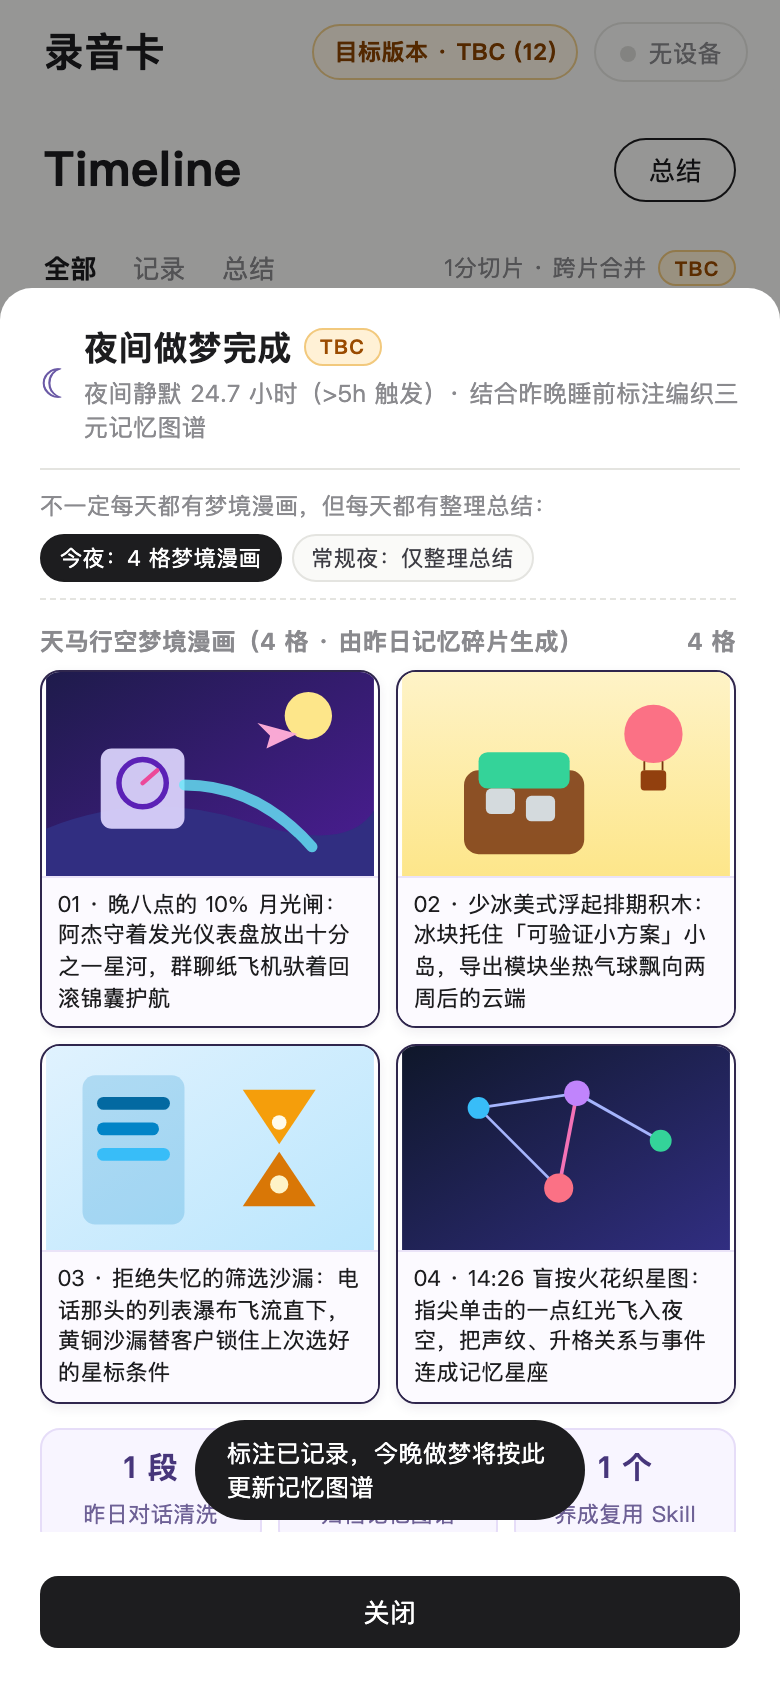 录音卡
目标版本 · TBC (12)
无设备
Timeline
总结
全部 记录 总结
1分切片 · 跨片合并 TBC
夜间做梦完成 TBC
夜间静默 24.7 小时（>5h 触发）· 结合昨晚睡前标注编织三
元记忆图谱
不一定每天都有梦境漫画，但每天都有整理总结：
今夜：4 格梦境漫画
常规夜：仅整理总结
天马行空梦境漫画（4 格 · 由昨日记忆碎片生成）
4 格
01 · 晚八点的 10% 月光闸：
阿杰守着发光仪表盘放出十分
之一星河，群聊纸飞机驮着回
滚锦囊护航
02 · 少冰美式浮起排期积木：
冰块托住「可验证小方案」小
岛，导出模块坐热气球飘向两
周后的云端
03 · 拒绝失忆的筛选沙漏：电
话那头的列表瀑布飞流直下，
黄铜沙漏替客户锁住上次选好
的星标条件
04 · 14:26 盲按火花织星图：
指尖单击的一点红光飞入夜
空，把声纹、升格关系与事件
连成记忆星座
1 段
昨日对话清洗
1 个
养成复用 Skill
标注已记录，今晚做梦将按此
更新记忆图谱
关闭